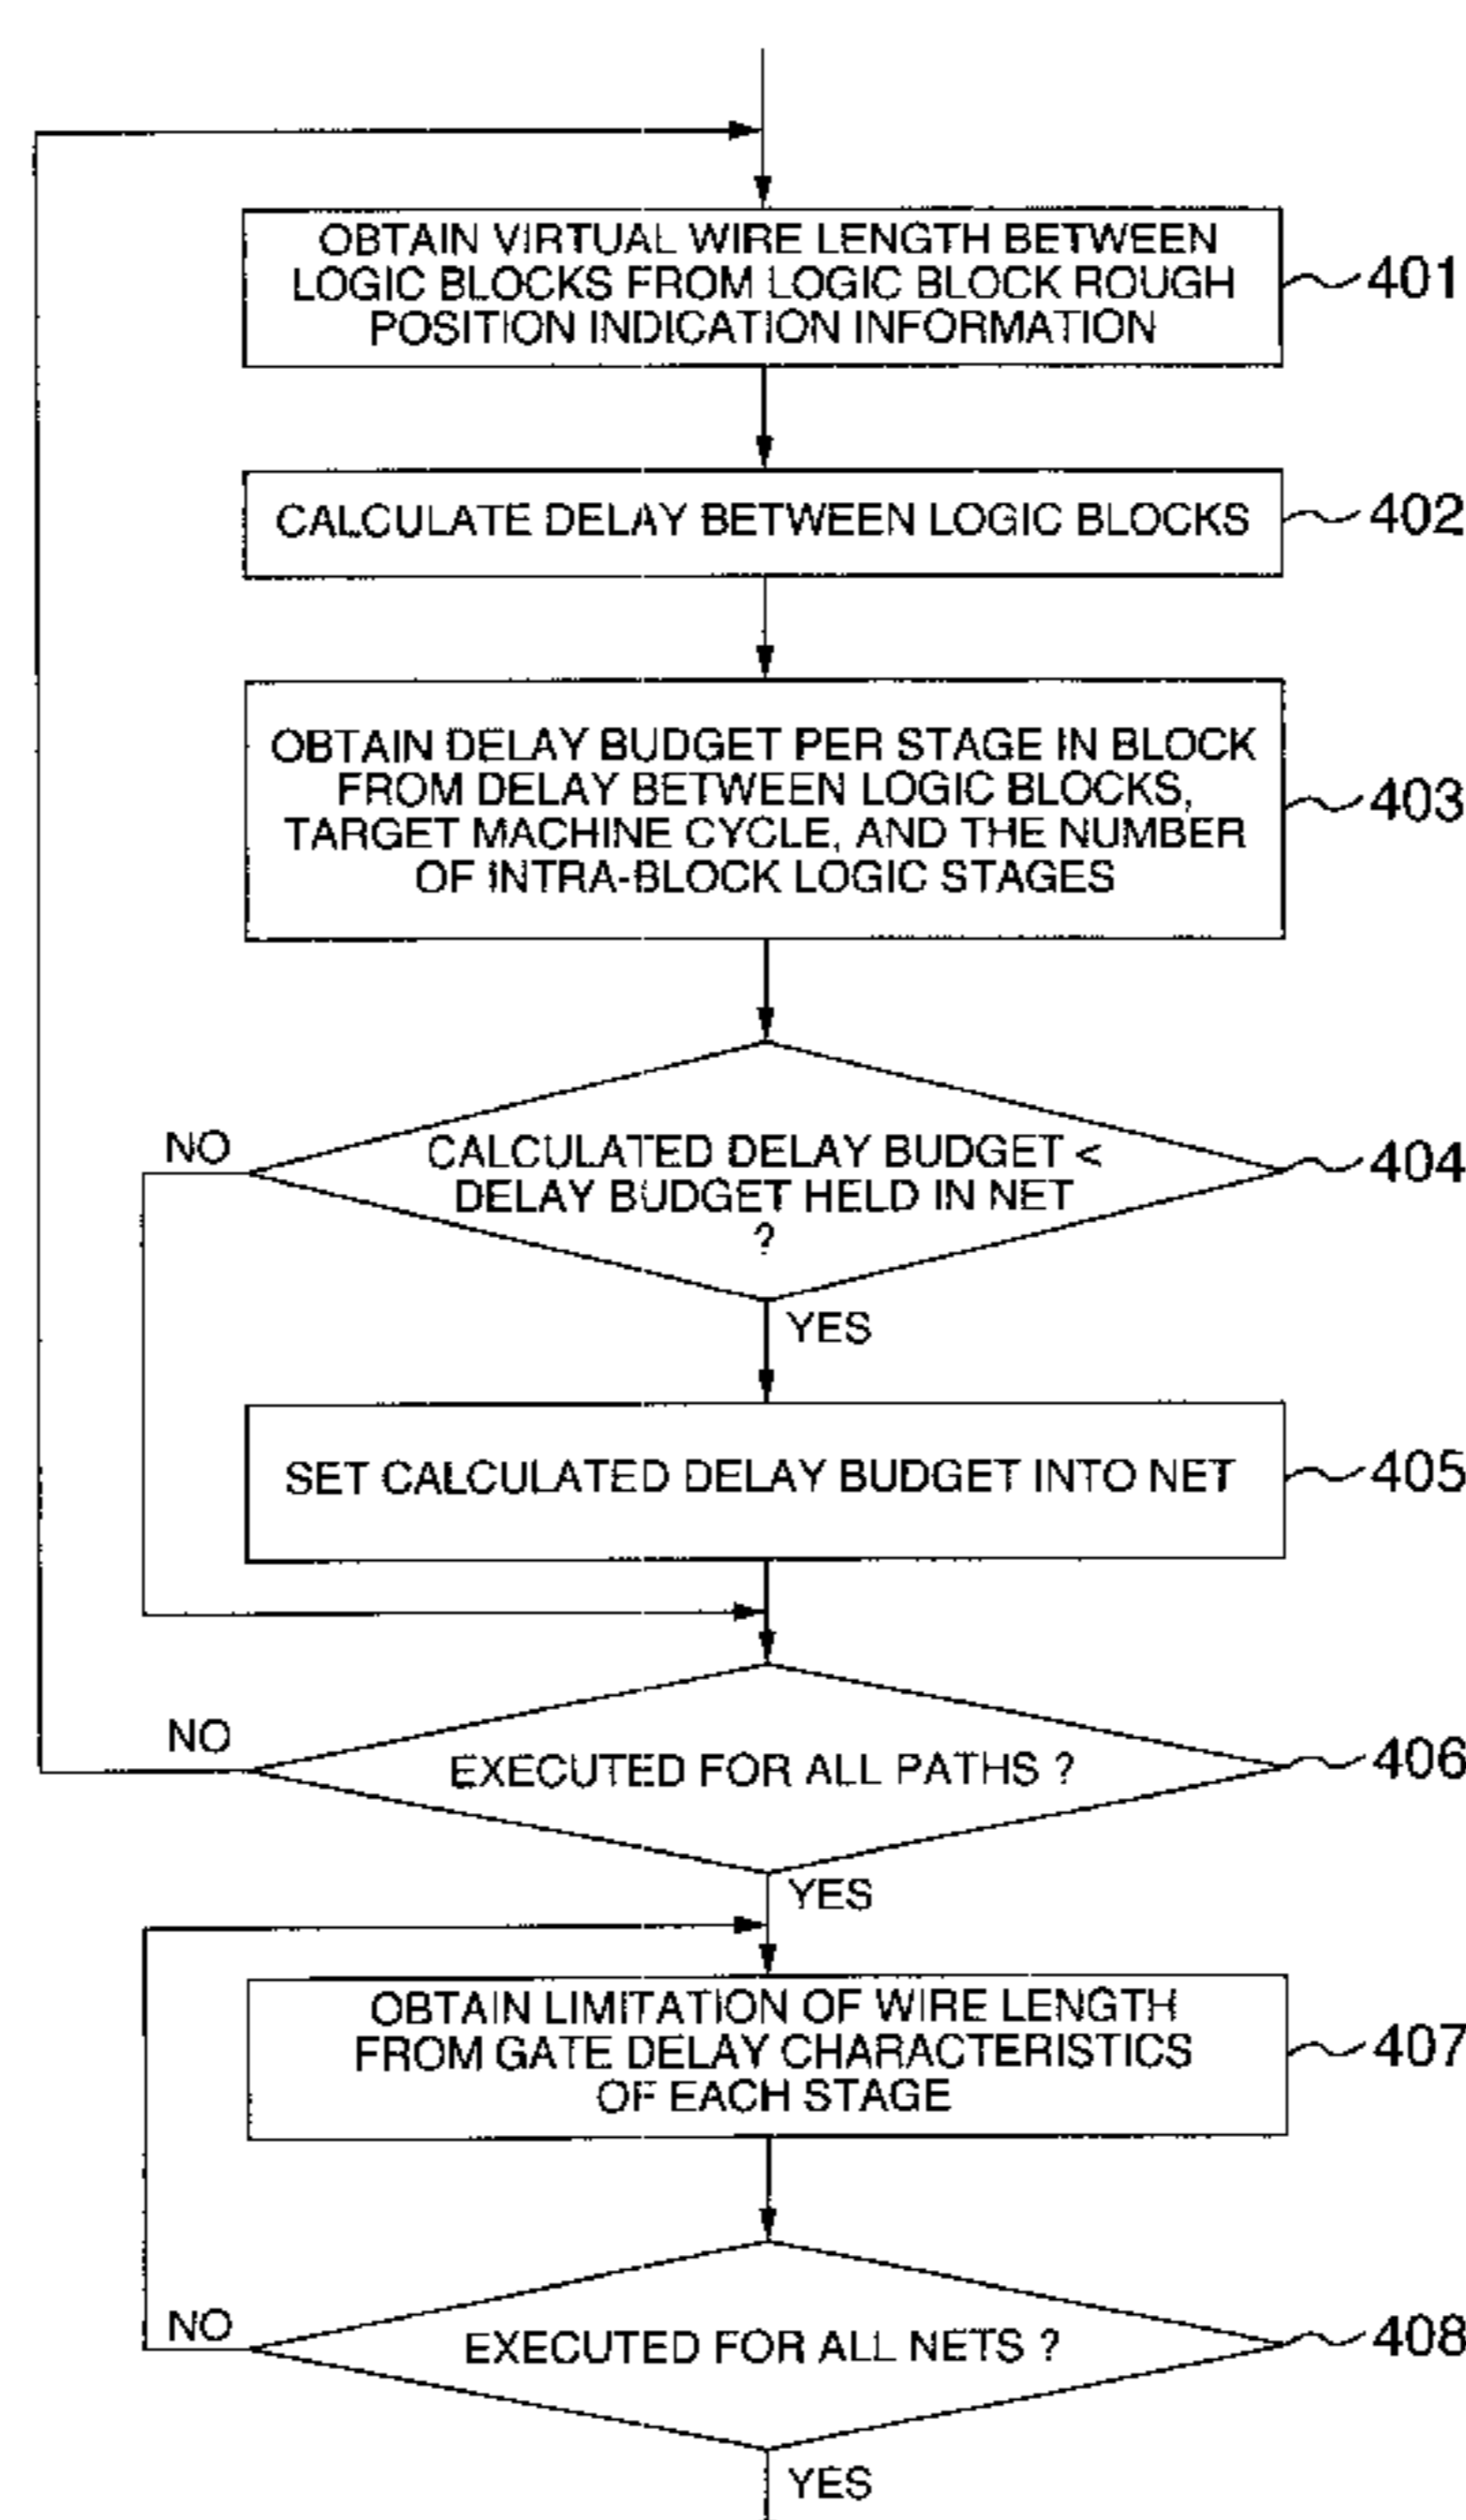 OBTAIN VIRTUAL WIRE LENGTH BETWEEN
LOGIC BLOCKS FROM LOGIC BLOCK ROUGH
POSITION INDICATION INFORMATION
401
CALCULATE DELAY BETWEEN LOGIC BLOCKS
402
OBTAIN DELAY BUDGET PER STAGE IN BLOCK
FROM DELAY BETWEEN LOGIC BLOCKS,
TARGET MACHINE CYCLE, AND THE NUMBER
OF INTRA-BLOCK LOGIC STAGES
403
NO
CALCULATED DELAY BUDGET <
DELAY BUDGET HELD IN NET
?
404
YES
SET CALCULATED DELAY BUDGET INTO NET
405
NO
EXECUTED FOR ALL PATHS ?
406
YES
OBTAIN LIMITATION OF WIRE LENGTH
FROM GATE DELAY CHARACTERISTICS
OF EACH STAGE
407
NO
EXECUTED FOR ALL NETS ?
408
YES